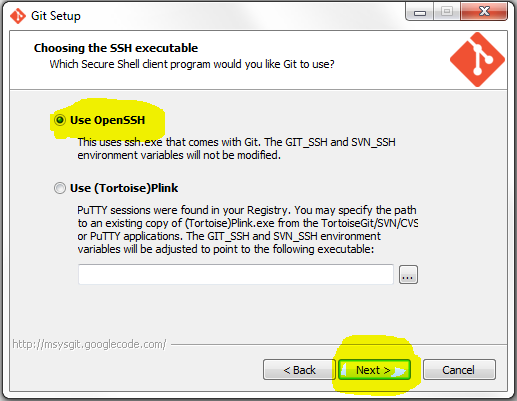 Git Setup
Choosing the SSH executable
Which Secure Shell client program would you like Git to use?
Use OpenSSH
This uses ssh.exe that comes with Git. The GIT_SSH and SVN_SSH
environment variables will not be modified.
Use (Tortoise)Plink
PuTTY sessions were found in your Registry. You may specify the path
to an existing copy of (Tortoise)Plink.exe from the TortoiseGit/SVN/CVS
or PuTTY applications. The GIT_SSH and SVN_SSH environment
variables will be adjusted to point to the following executable:
...
http://msysgit.googlecode.com/
< Back
Next >
Cancel